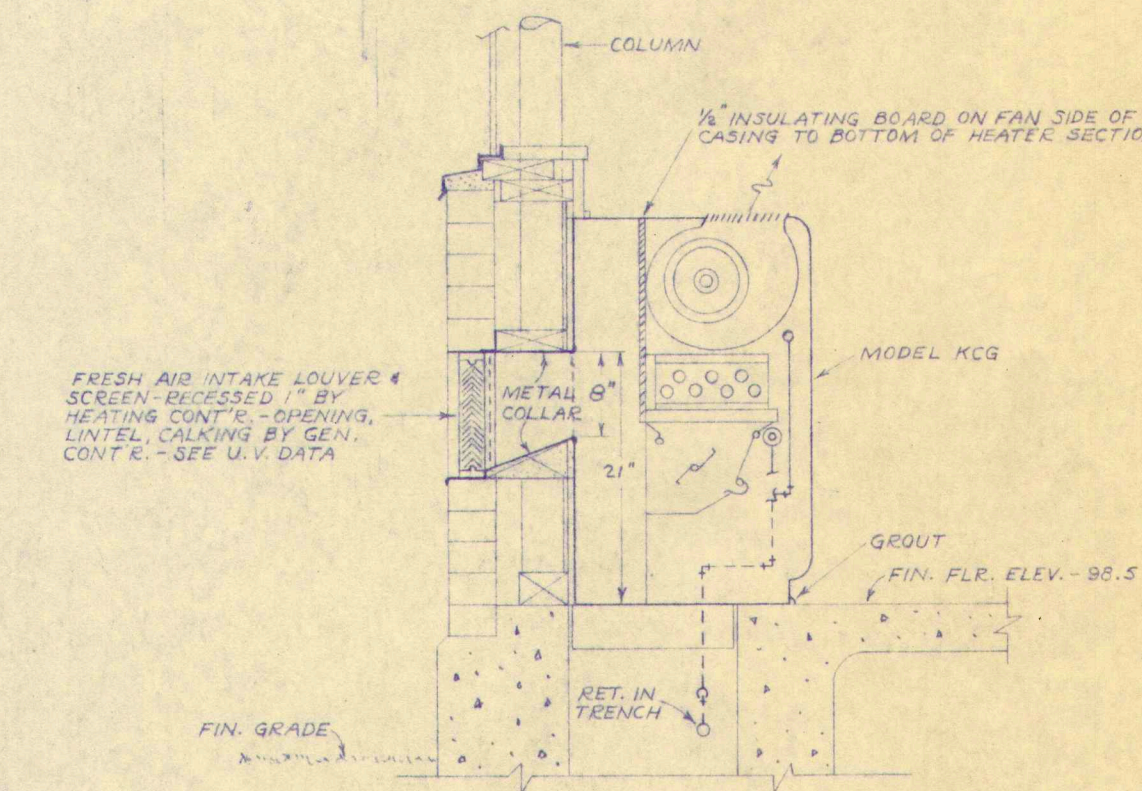 COLUMN
½" INSULATING BOARD ON FAN SIDE OF
CASING TO BOTTOM OF HEATER SECTIO
MODEL KCG
FRESH AIR INTAKE LOUVER &
SCREEN-RECESSED 1" BY
HEATING CONT'R. - OPENING,
LINTEL, CALKING BY GEN.
CONT'R. - SEE U.V. DATA
METAL
COLLAR
8"
21"
GROUT
FIN. FLR. ELEV. - 98.5
RET. IN
TRENCH
FIN. GRADE